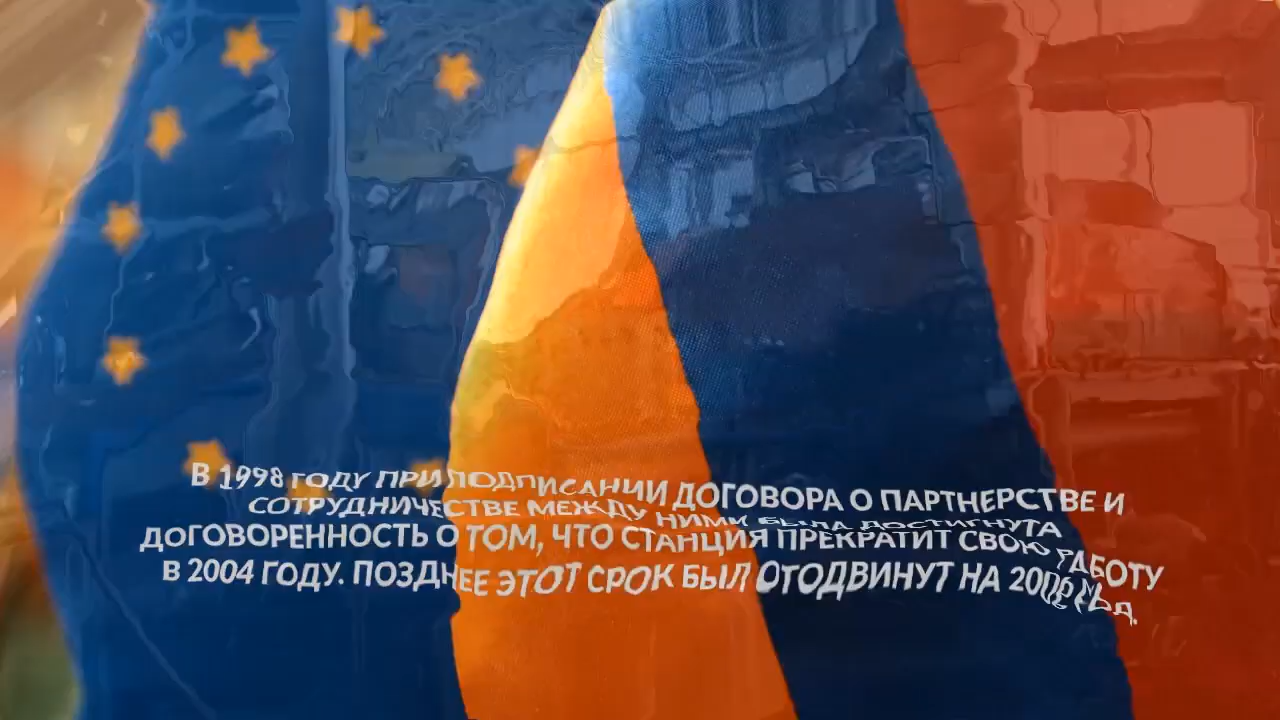 В 1998 ГОДУ ПРИ ПОДПИСАНИИ ДОГОВОРА О ПАРТНЕРСТВЕ И
СОТРУДНИЧЕСТВЕ МЕЖДУ НИМИ БЫЛА ДОСТИГНУТА
ДОГОВОРЕННОСТЬ О ТОМ, ЧТО СТАНЦИЯ ПРЕКРАТИТ СВОЮ РАБОТУ
В 2004 ГОДУ. ПОЗДНЕЕ ЭТОТ СРОК БЫЛ ОТОДВИНУТ НА